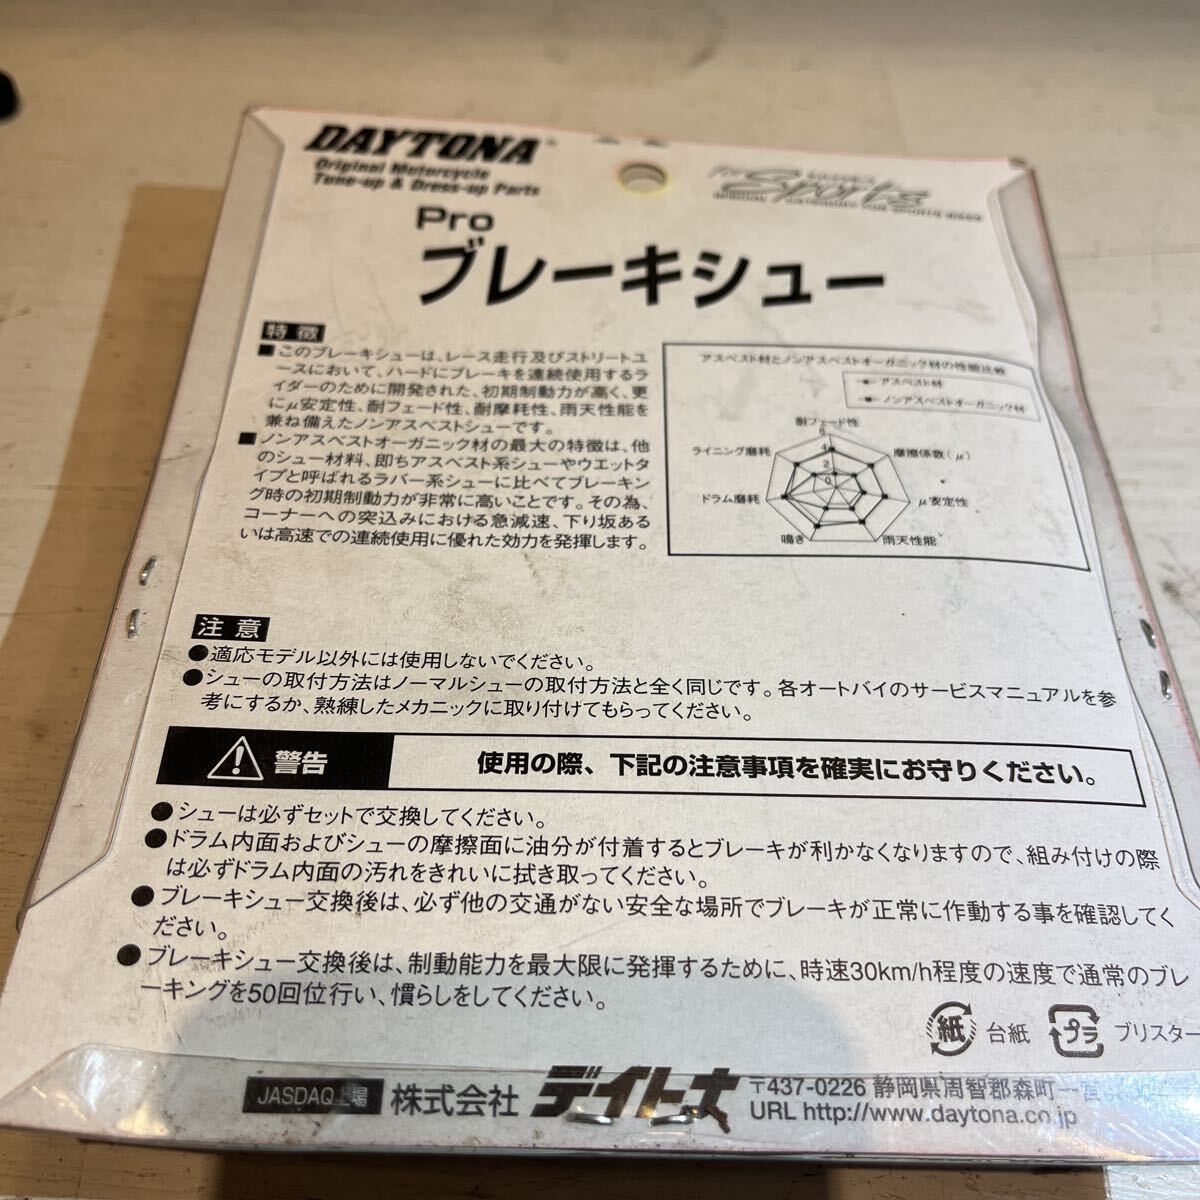 DAYTONA
Original Motorcycle
Tune-up & Dress-up Parts
Sports
Pro
ブレーキシュー
特徴
■このブレーキシューは、レース走行及びストリートユ
ースにおいて、ハードにブレーキを連続使用するラ
イダーのために開発された、初期制動力が高く、更
にμ安定性、耐フェード性、耐摩耗性、雨天性能を
兼ね備えたノンアスベストシューです。
■ノンアスベストオーガニック材の最大の特徴は、他
のシュー材料、即ちアスベスト系シューやウエットタ
イプと呼ばれるラバー系シューに比べてブレーキン
グ時の初期制動力が非常に高いことです。その為、
コーナーへの突込みにおける急減速、下り坂ある
いは高速での連続使用に優れた効力を発揮します。
アスベスト材とノンアスベストオーガニック材の性能比較
アスベスト材
ノンアスベストオーガニック材
耐フェード性
6
4
2
0
ライニング磨耗
摩擦係数(μ)
ドラム磨耗
μ安定性
鳴き
雨天性能
注意
●適応モデル以外には使用しないでください。
●シューの取付方法はノーマルシューの取付方法と全く同じです。各オートバイのサービスマニュアルを参
考にするか、熟練したメカニックに取り付けてもらってください。
警告
使用の際、下記の注意事項を確実にお守りください。
●シューは必ずセットで交換してください。
●ドラム内面およびシューの摩擦面に油分が付着するとブレーキが利かなくなりますので、組み付けの際
は必ずドラム内面の汚れをきれいに拭き取ってください。
●ブレーキシュー交換後は、必ず他の交通がない安全な場所でブレーキが正常に作動する事を確認してく
ださい。
●ブレーキシュー交換後は、制動能力を最大限に発揮するために、時速30km/h程度の速度で通常のブレ
ーキングを50回位行い、慣らしをしてください。
紙 台紙 プラ ブリスター
JASDAQ上場 株式会社 デイトナ 〒437-0226 静岡県周智郡森町一宮
URL http://www.daytona.co.jp